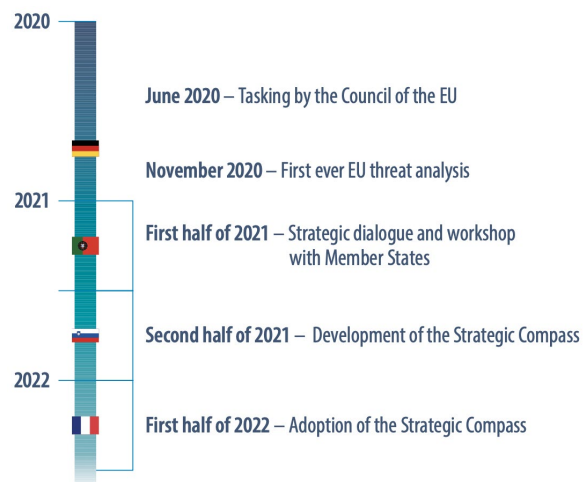 2020
June 2020 – Tasking by the Council of the EU
November 2020 – First ever EU threat analysis
2021
First half of 2021 – Strategic dialogue and workshop
with Member States
Second half of 2021 – Development of the Strategic Compass
2022
First half of 2022 – Adoption of the Strategic Compass